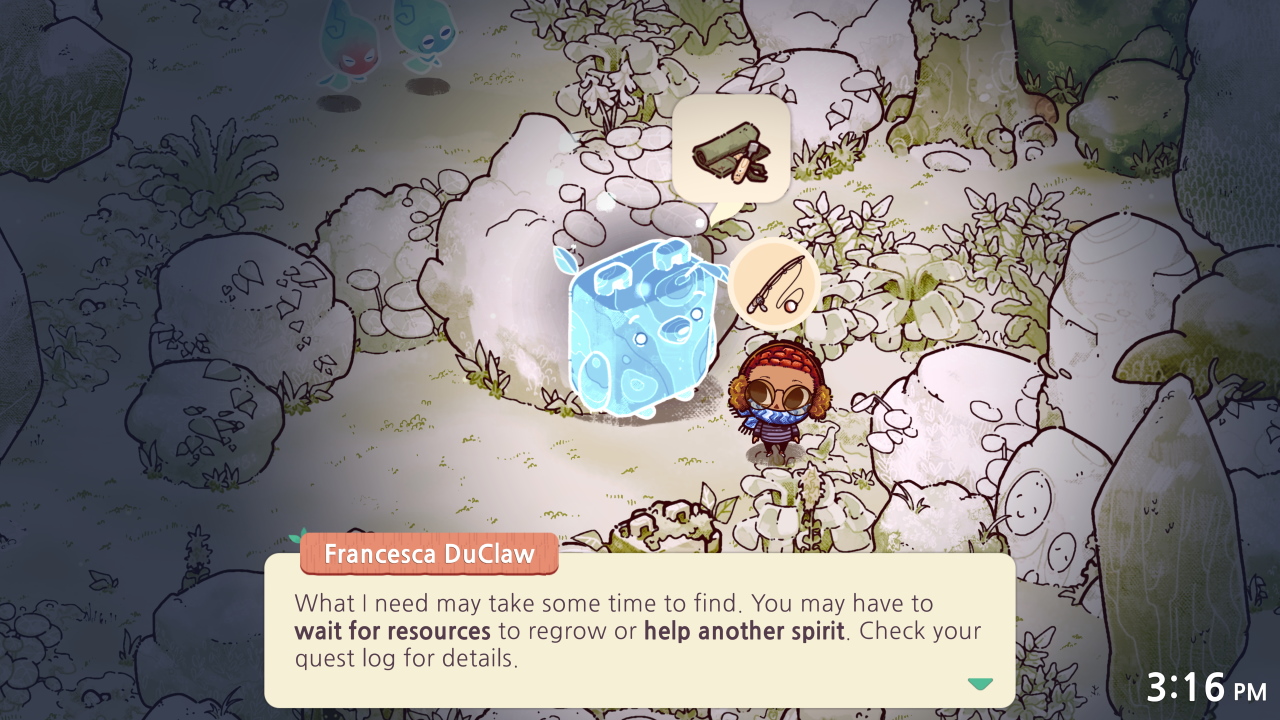 Francesca DuClaw
What I need may take some time to find. You may have to
wait for resources to regrow or help another spirit. Check your
quest log for details.
3:16 PM